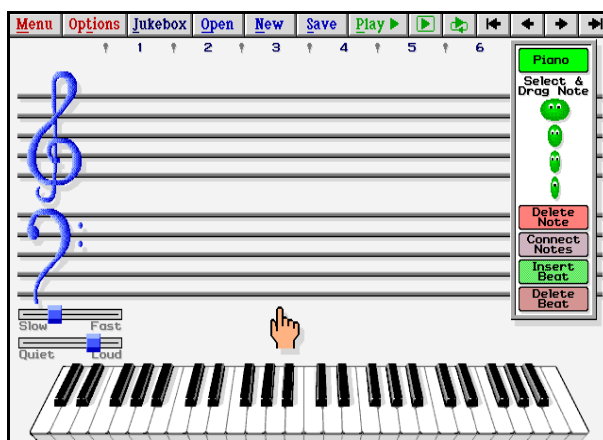 Menu Options Jukebox Open New Save Play
1 2 3 4 5 6
Piano
Select &
Drag Note
Delete
Note
Connect
Notes
Insert
Beat
Delete
Beat
Slow Fast
Quiet Loud